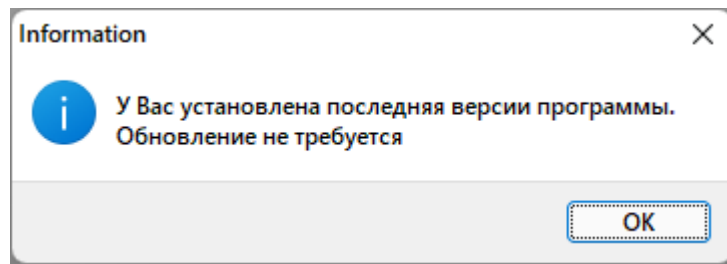 Information
У Вас установлена последняя версии программы.
Обновление не требуется
OK